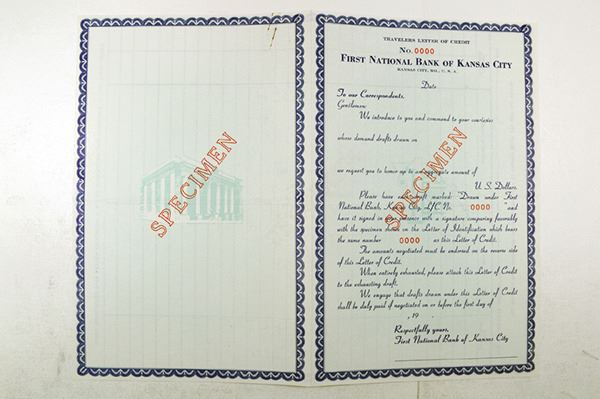 SPECIMEN
TRAVELERS LETTER OF CREDIT
No. 0000
First National Bank of Kansas City
KANSAS CITY, MO., U. S. A.
Date
To our Correspondents,
Gentlemen:
We introduce to you and commend to your courtesies
whose demand drafts drawn on
SPECIMEN
we request you to honor up to an aggregate amount of
U. S. Dollars.
Please have each draft marked: "Drawn under First
National Bank, Kansas City, L/C N. 0000 " and
have it signed in your presence with a signature comparing favorably
with the specimen shown on the Letter of Identification which bears
the same number 0000 as this Letter of Credit.
The amounts negotiated must be endorsed on the reverse side
of this Letter of Credit.
When entirely exhausted, please attach this Letter of Credit
to the exhausting draft.
We engage that drafts drawn under this Letter of Credit
shall be duly paid if negotiated on or before the first day of
, 19 .
Respectfully yours,
First National Bank of Kansas City